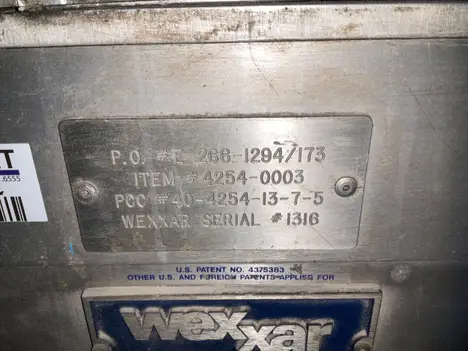 P.O. #E-266-1294/173
ITEM #4254-0003
PCC #40-4254-13-7-5
WEXXAR SERIAL #1316
U.S. PATENT NO. 4375383
OTHER U.S. AND FOREIGN PATENTS APPLIED FOR
wexxar